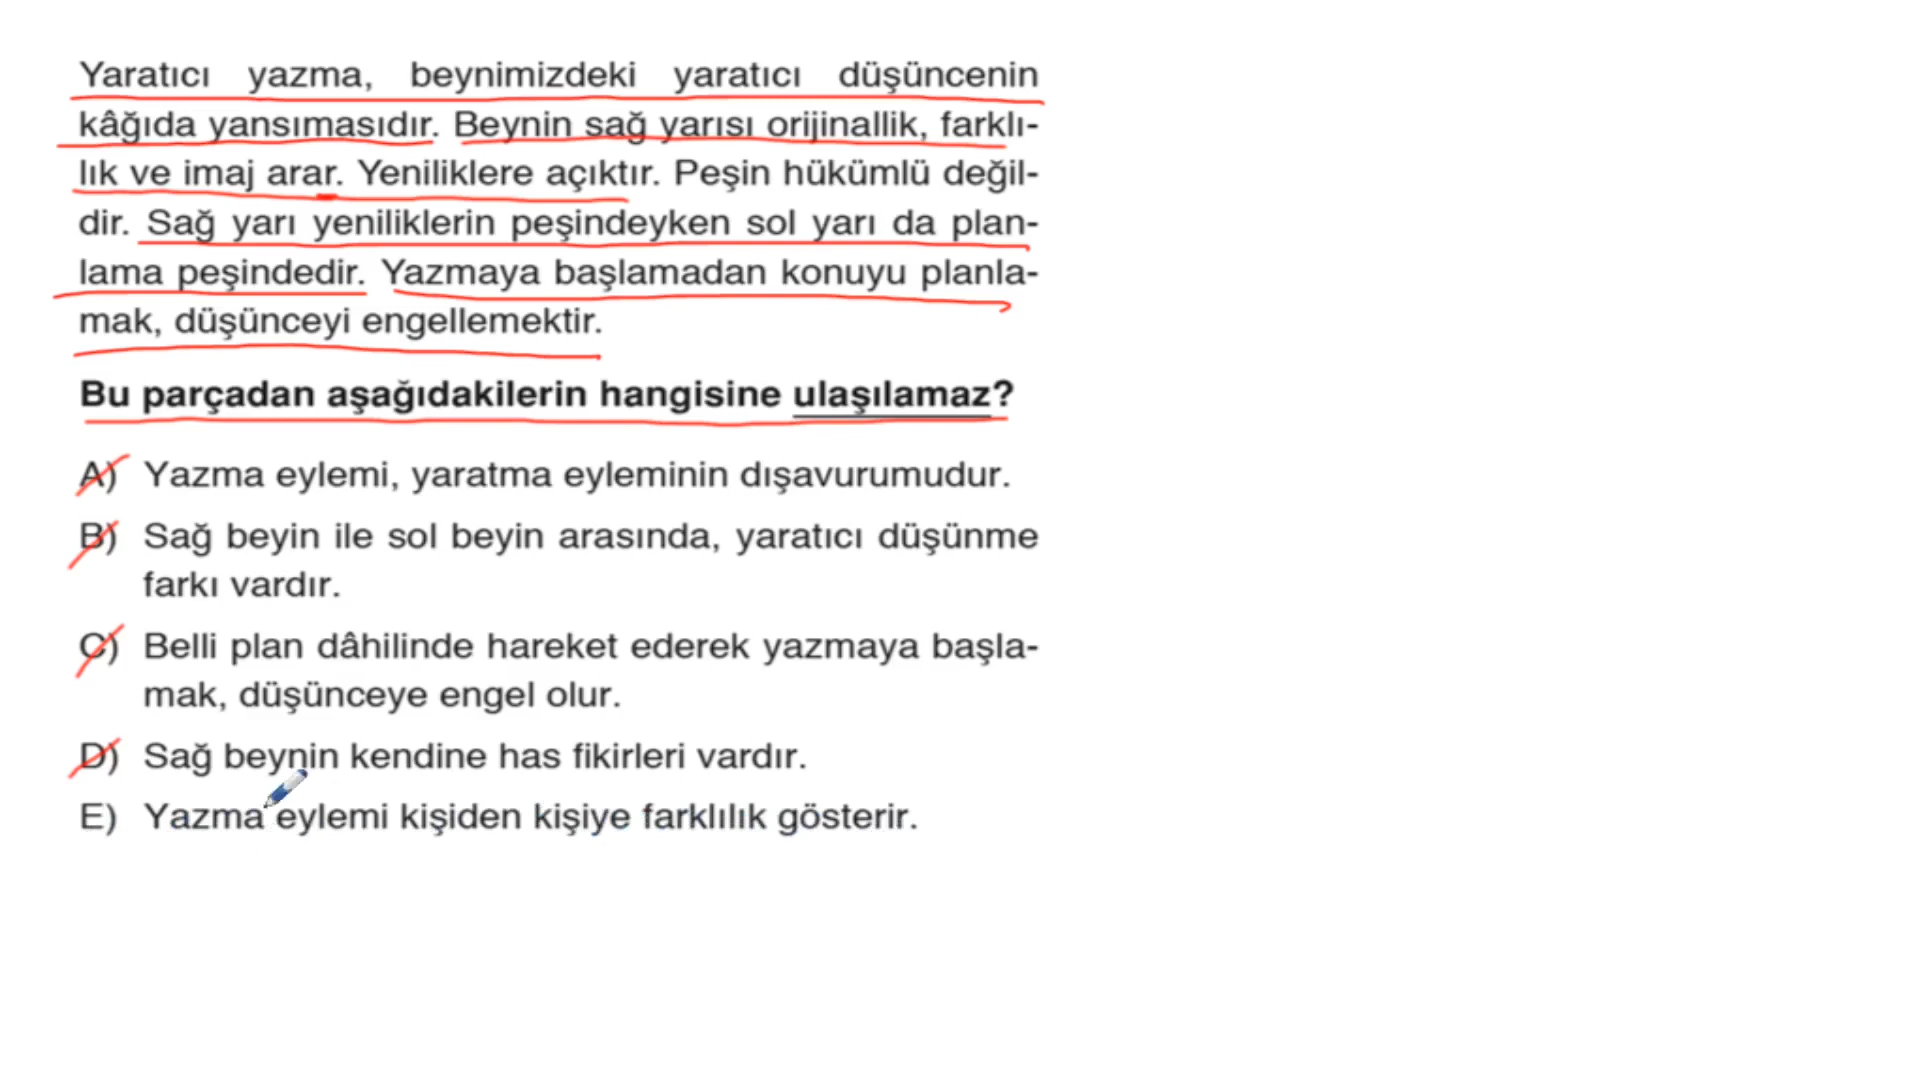 Yaratıcı yazma, beynimizdeki yaratıcı düşüncenin
kâğıda yansımasıdır. Beynin sağ yarısı orijinallik, farklı-
lık ve imaj arar. Yeniliklere açıktır. Peşin hükümlü değil-
dir. Sağ yarı yeniliklerin peşindeyken sol yarı da plan-
lama peşindedir. Yazmaya başlamadan konuyu planla-
mak, düşünceyi engellemektir.
Bu parçadan aşağıdakilerin hangisine ulaşılamaz?
A) Yazma eylemi, yaratma eyleminin dışavurumudur.
B) Sağ beyin ile sol beyin arasında, yaratıcı düşünme
farkı vardır.
C) Belli plan dâhilinde hareket ederek yazmaya başla-
mak, düşünceye engel olur.
D) Sağ beynin kendine has fikirleri vardır.
E) Yazma eylemi kişiden kişiye farklılık gösterir.